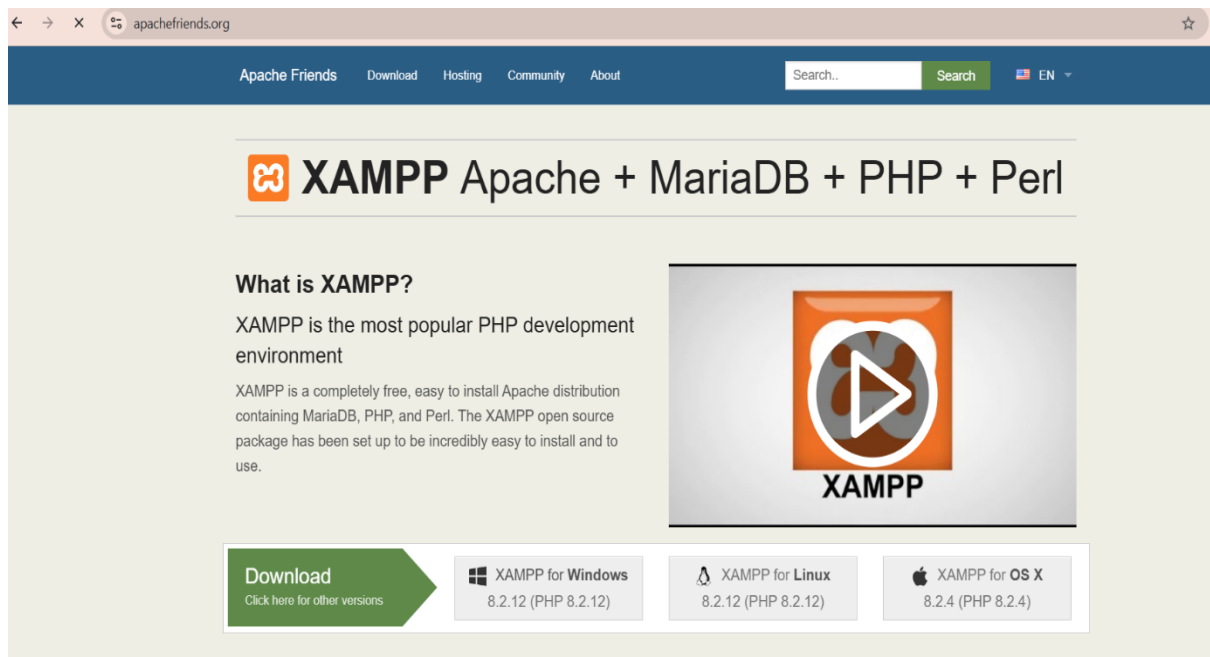 apachefriends.org
Apache Friends Download Hosting Community About Search.. Search EN
XAMPP Apache + MariaDB + PHP + Perl
What is XAMPP?
XAMPP is the most popular PHP development
environment
XAMPP is a completely free, easy to install Apache distribution
containing MariaDB, PHP, and Perl. The XAMPP open source
package has been set up to be incredibly easy to install and to
use.
XAMPP
Download
Click here for other versions
XAMPP for Windows
8.2.12 (PHP 8.2.12)
XAMPP for Linux
8.2.12 (PHP 8.2.12)
XAMPP for OS X
8.2.4 (PHP 8.2.4)